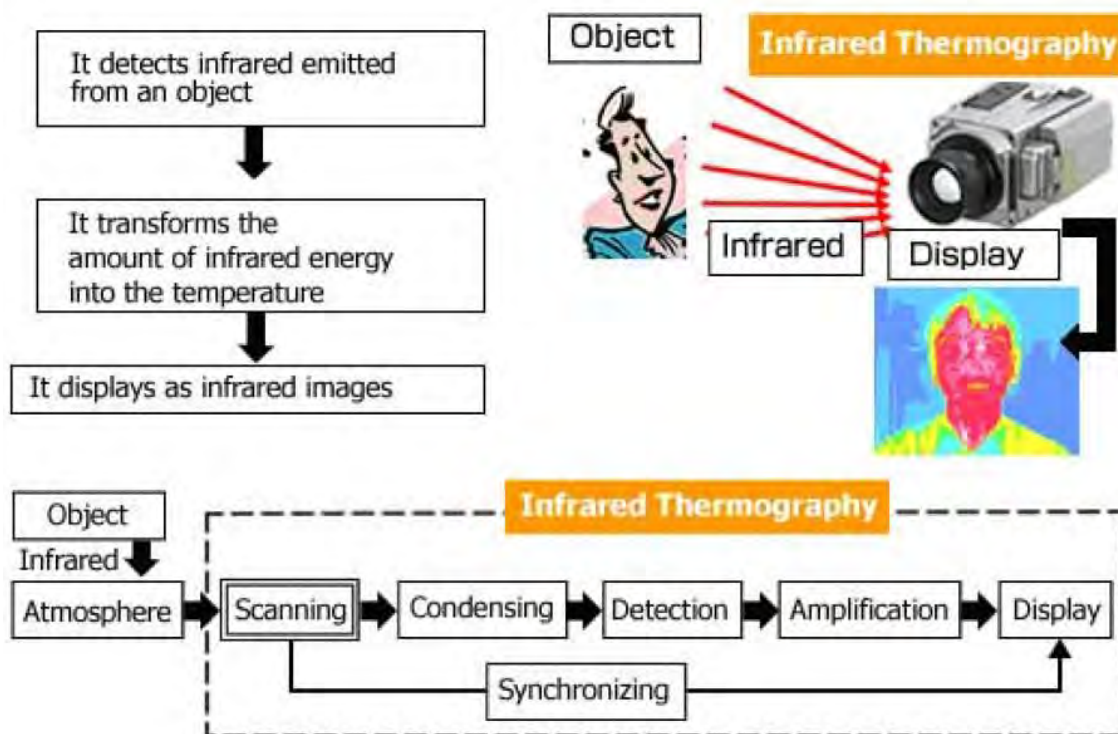 It detects infrared emitted
from an object
It transforms the
amount of infrared energy
into the temperature
It displays as infrared images
Object
Infrared Thermography
Infrared
Display
Infrared Thermography
Object
Infrared
Atmosphere
Scanning
Condensing
Detection
Amplification
Display
Synchronizing